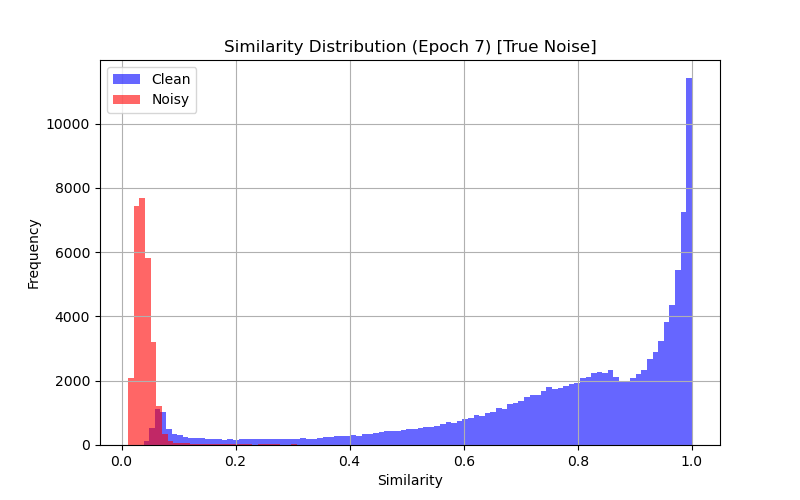 Similarity Distribution (Epoch 7) [True Noise]
Clean
Noisy
10000
8000
6000
4000
2000
0
Frequency
0.0 0.2 0.4 0.6 0.8 1.0
Similarity